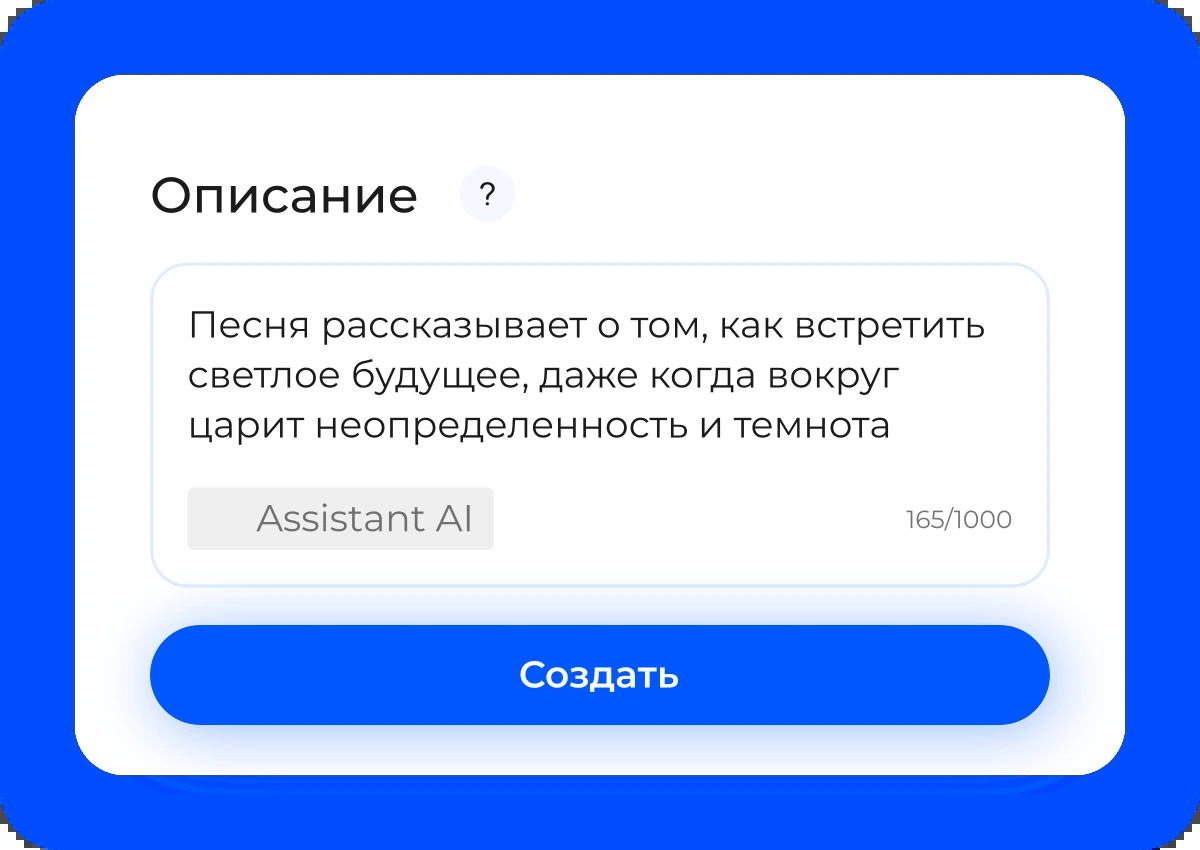 Описание ?
Песня рассказывает о том, как встретить
светлое будущее, даже когда вокруг
царит неопределенность и темнота
Assistant AI 165/1000
Создать